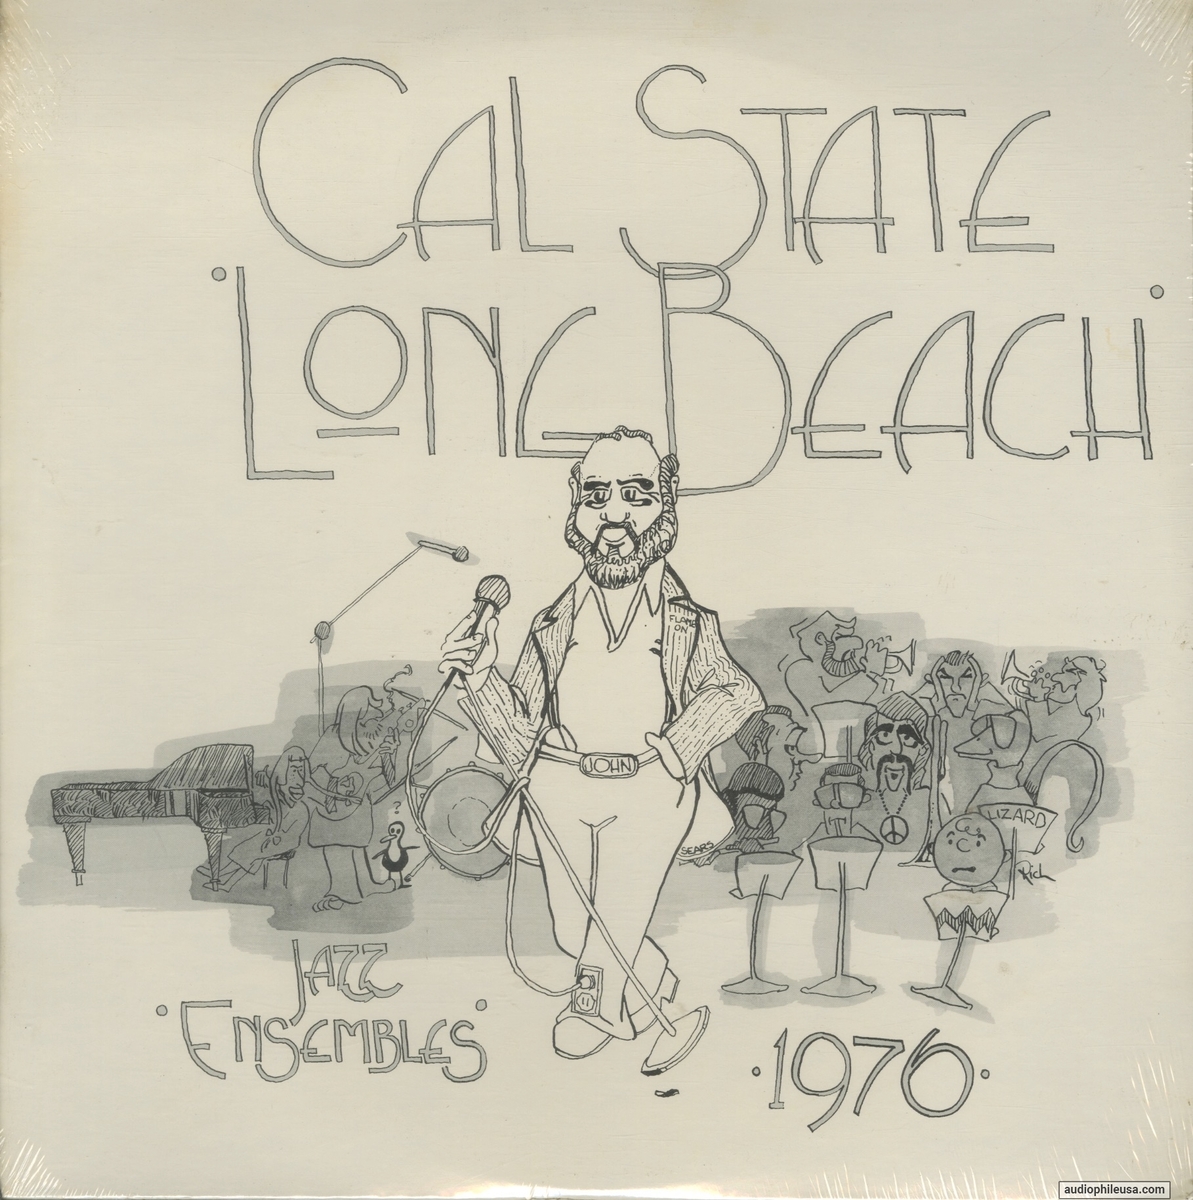 Cal State
Long Beach
FLAME
ON
JOHN
?
SEARS
LIZARD
Rich
Jazz
Ensembles
1976
audiophileusa.com